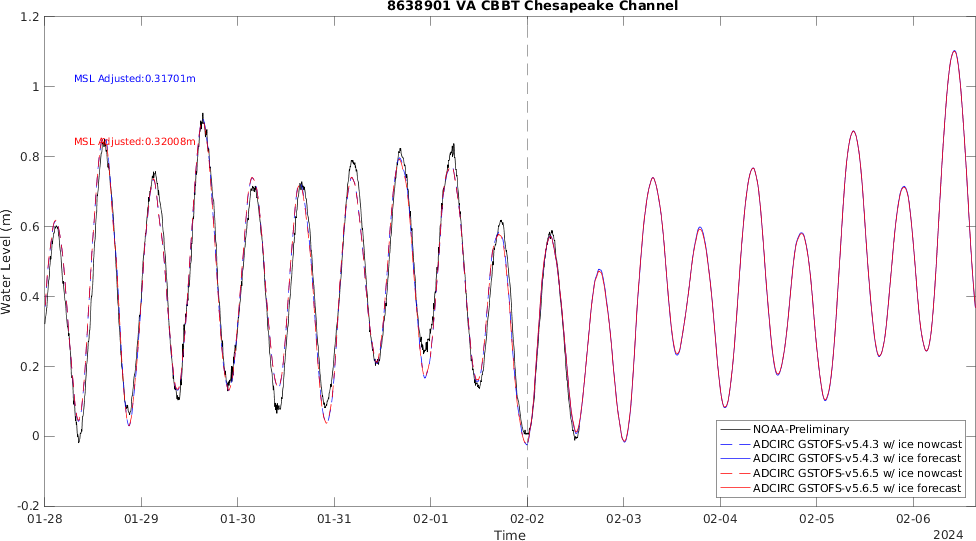 8638901 VA CBBT Chesapeake Channel
1.2
1
0.8
0.6
0.4
0.2
0
-0.2
Water Level (m)
MSL Adjusted:0.31701m
MSL Adjusted:0.32008m
NOAA-Preliminary
ADCIRC GSTOFS-v5.4.3 w/ ice nowcast
ADCIRC GSTOFS-v5.4.3 w/ ice forecast
ADCIRC GSTOFS-v5.6.5 w/ ice nowcast
ADCIRC GSTOFS-v5.6.5 w/ ice forecast
01-28 01-29 01-30 01-31 02-01 02-02 02-03 02-04 02-05 02-06
Time
2024